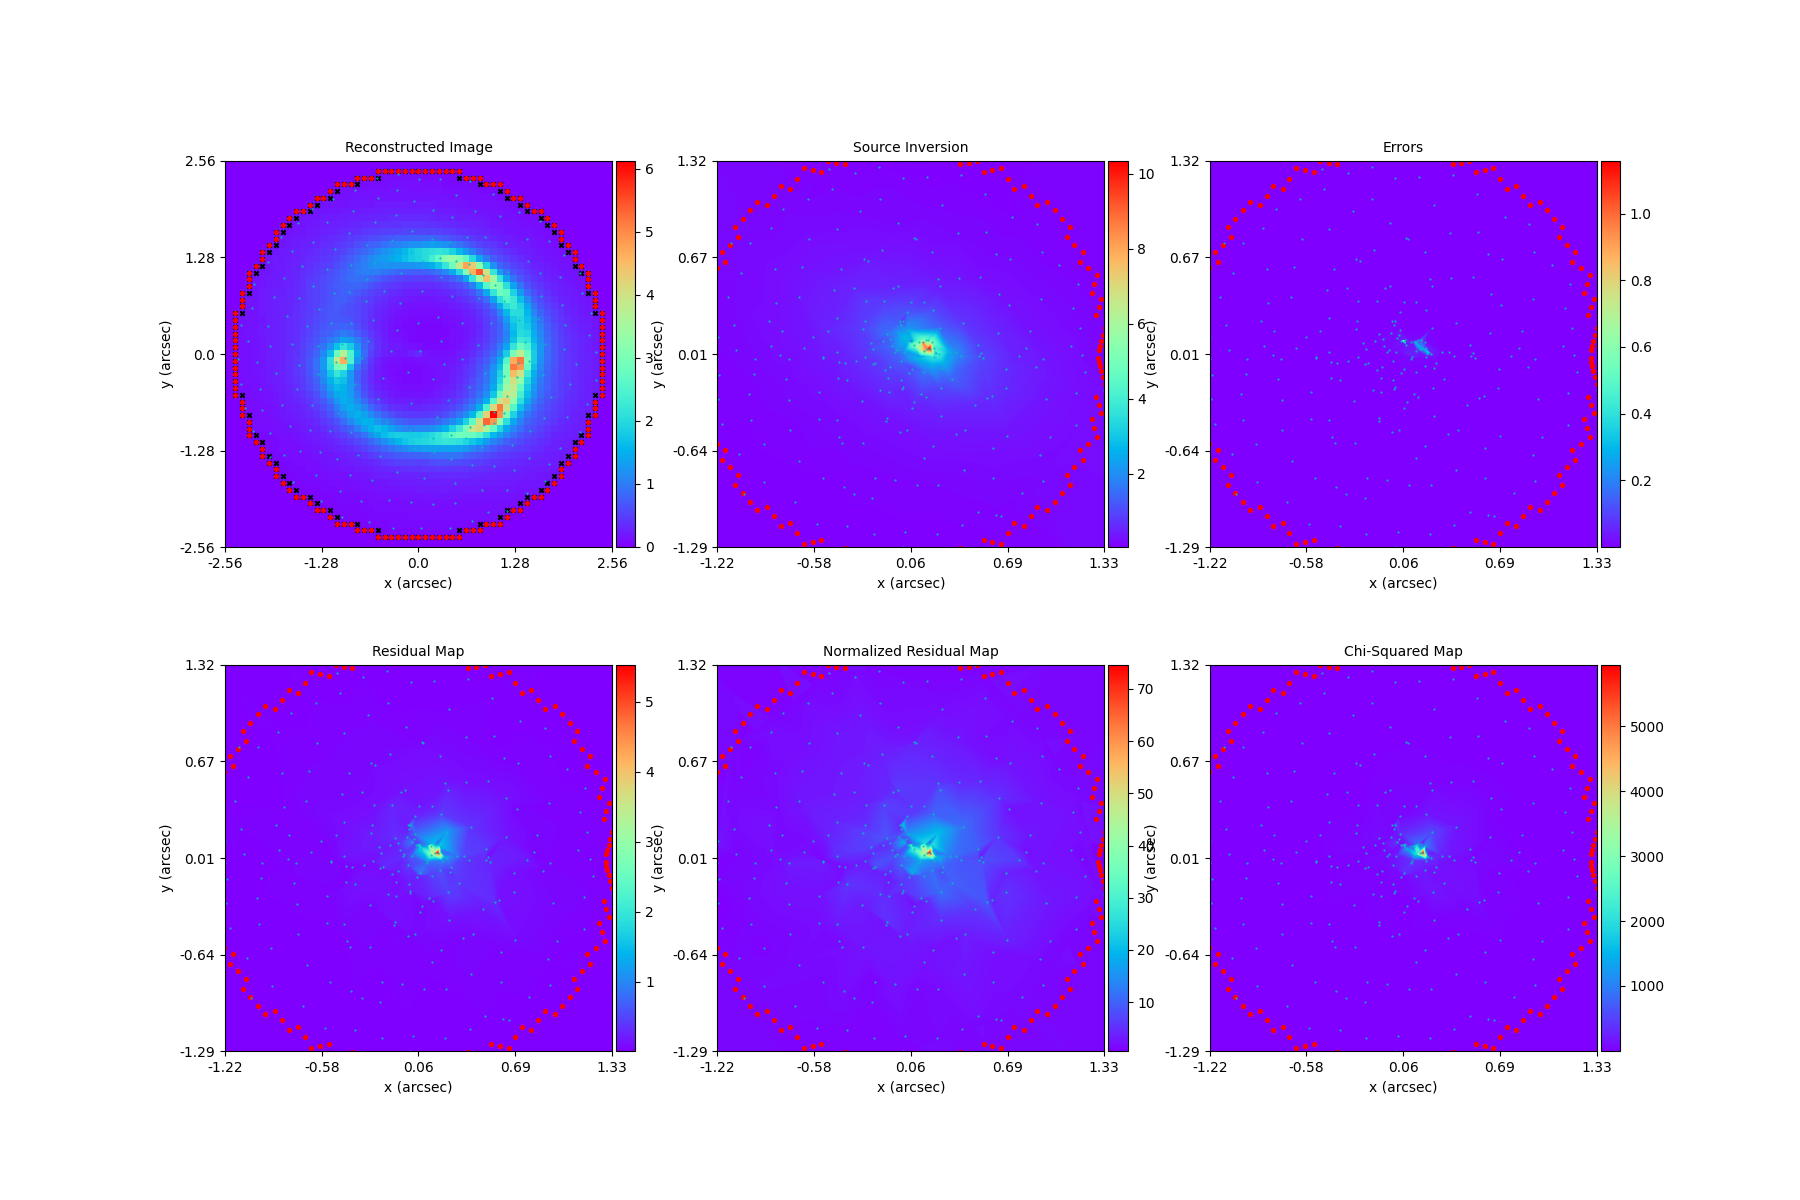 Reconstructed Image
2.56
1.28
0.0
-1.28
-2.56
y (arcsec)
-2.56 -1.28 0.0 1.28 2.56
x (arcsec)
6
5
4
3
2
1
0
Source Inversion
1.32
0.67
0.01
-0.64
-1.29
y (arcsec)
-1.22 -0.58 0.06 0.69 1.33
x (arcsec)
10
8
6
4
2
Errors
1.32
0.67
0.01
-0.64
-1.29
y (arcsec)
-1.22 -0.58 0.06 0.69 1.33
x (arcsec)
1.0
0.8
0.6
0.4
0.2
Residual Map
1.32
0.67
0.01
-0.64
-1.29
y (arcsec)
-1.22 -0.58 0.06 0.69 1.33
x (arcsec)
5
4
3
2
1
Normalized Residual Map
1.32
0.67
0.01
-0.64
-1.29
y (arcsec)
-1.22 -0.58 0.06 0.69 1.33
x (arcsec)
70
60
50
40
30
20
10
Chi-Squared Map
1.32
0.67
0.01
-0.64
-1.29
y (arcsec)
-1.22 -0.58 0.06 0.69 1.33
x (arcsec)
5000
4000
3000
2000
1000